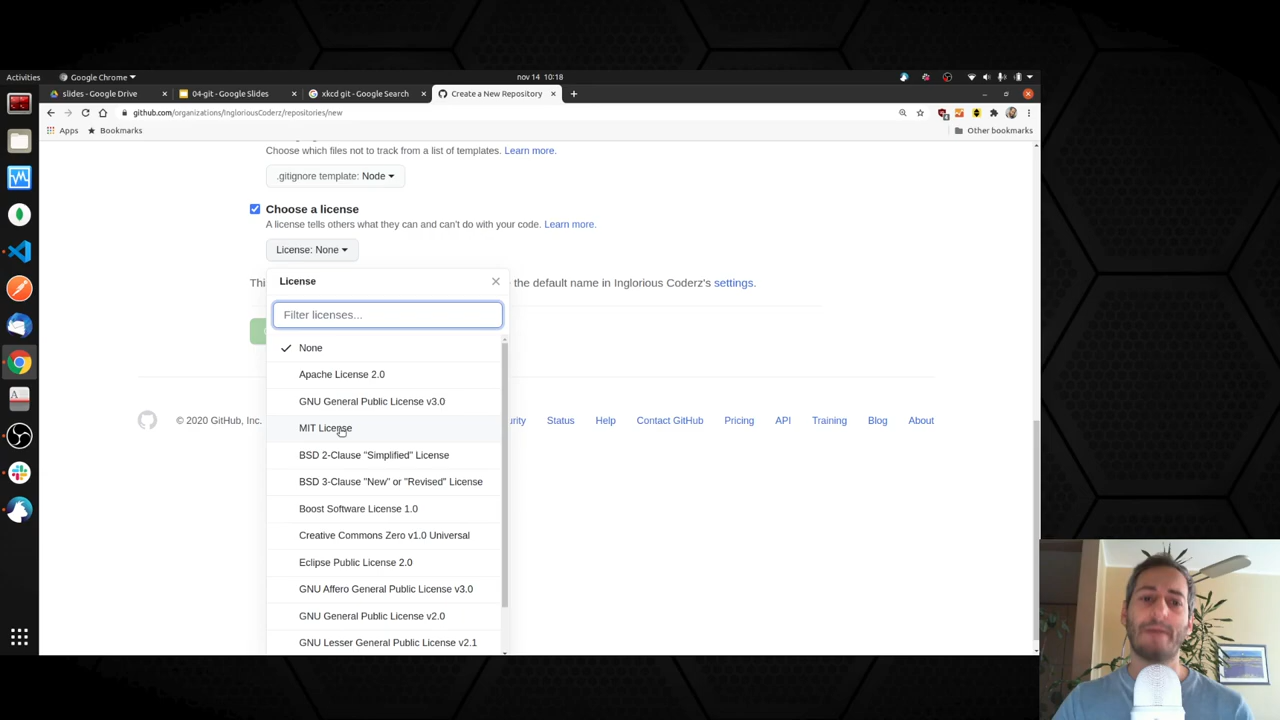 Activities
Google Chrome
nov 14 10:18
slides - Google Drive
04-git - Google Slides
xkcd git - Google Search
Create a New Repository
github.com/organizations/IngloriousCoderz/repositories/new
Apps
Bookmarks
Other bookmarks
Choose which files not to track from a list of templates. Learn more.
.gitignore template: Node
Choose a license
A license tells others what they can and can't do with your code. Learn more.
License: None
License
Thi
the default name in Inglorious Coderz's settings.
Filter licenses...
None
Apache License 2.0
GNU General Public License v3.0
MIT License
BSD 2-Clause "Simplified" License
BSD 3-Clause "New" or "Revised" License
Boost Software License 1.0
Creative Commons Zero v1.0 Universal
Eclipse Public License 2.0
GNU Affero General Public License v3.0
GNU General Public License v2.0
GNU Lesser General Public License v2.1
© 2020 GitHub, Inc.
urity
Status
Help
Contact GitHub
Pricing
API
Training
Blog
About